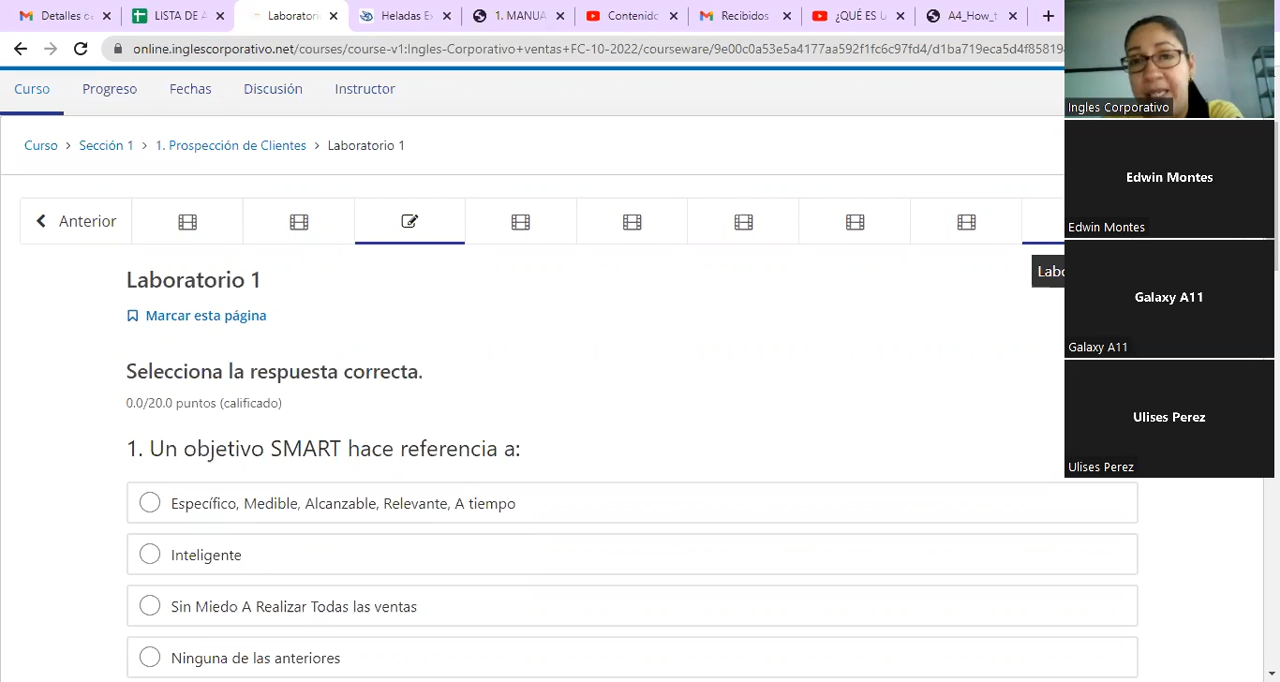 Detalles de
LISTA DE A
Laboratori
Heladas Ex
1. MANUA
Contenido
Recibidos
¿QUÉ ES U
A4_How_t
online.inglescorporativo.net/courses/course-v1:Ingles-Corporativo+ventas+FC-10-2022/courseware/9e00c0a53e5a4177aa592f1fc6c97fd4/d1ba719eca5d4f85819
Curso
Progreso
Fechas
Discusión
Instructor
Ingles Corporativo
Curso > Sección 1 > 1. Prospección de Clientes > Laboratorio 1
Edwin Montes
Edwin Montes
Anterior
Labo
Laboratorio 1
Marcar esta página
Galaxy A11
Galaxy A11
Selecciona la respuesta correcta.
0.0/20.0 puntos (calificado)
Ulises Perez
Ulises Perez
1. Un objetivo SMART hace referencia a:
Específico, Medible, Alcanzable, Relevante, A tiempo
Inteligente
Sin Miedo A Realizar Todas las ventas
Ninguna de las anteriores